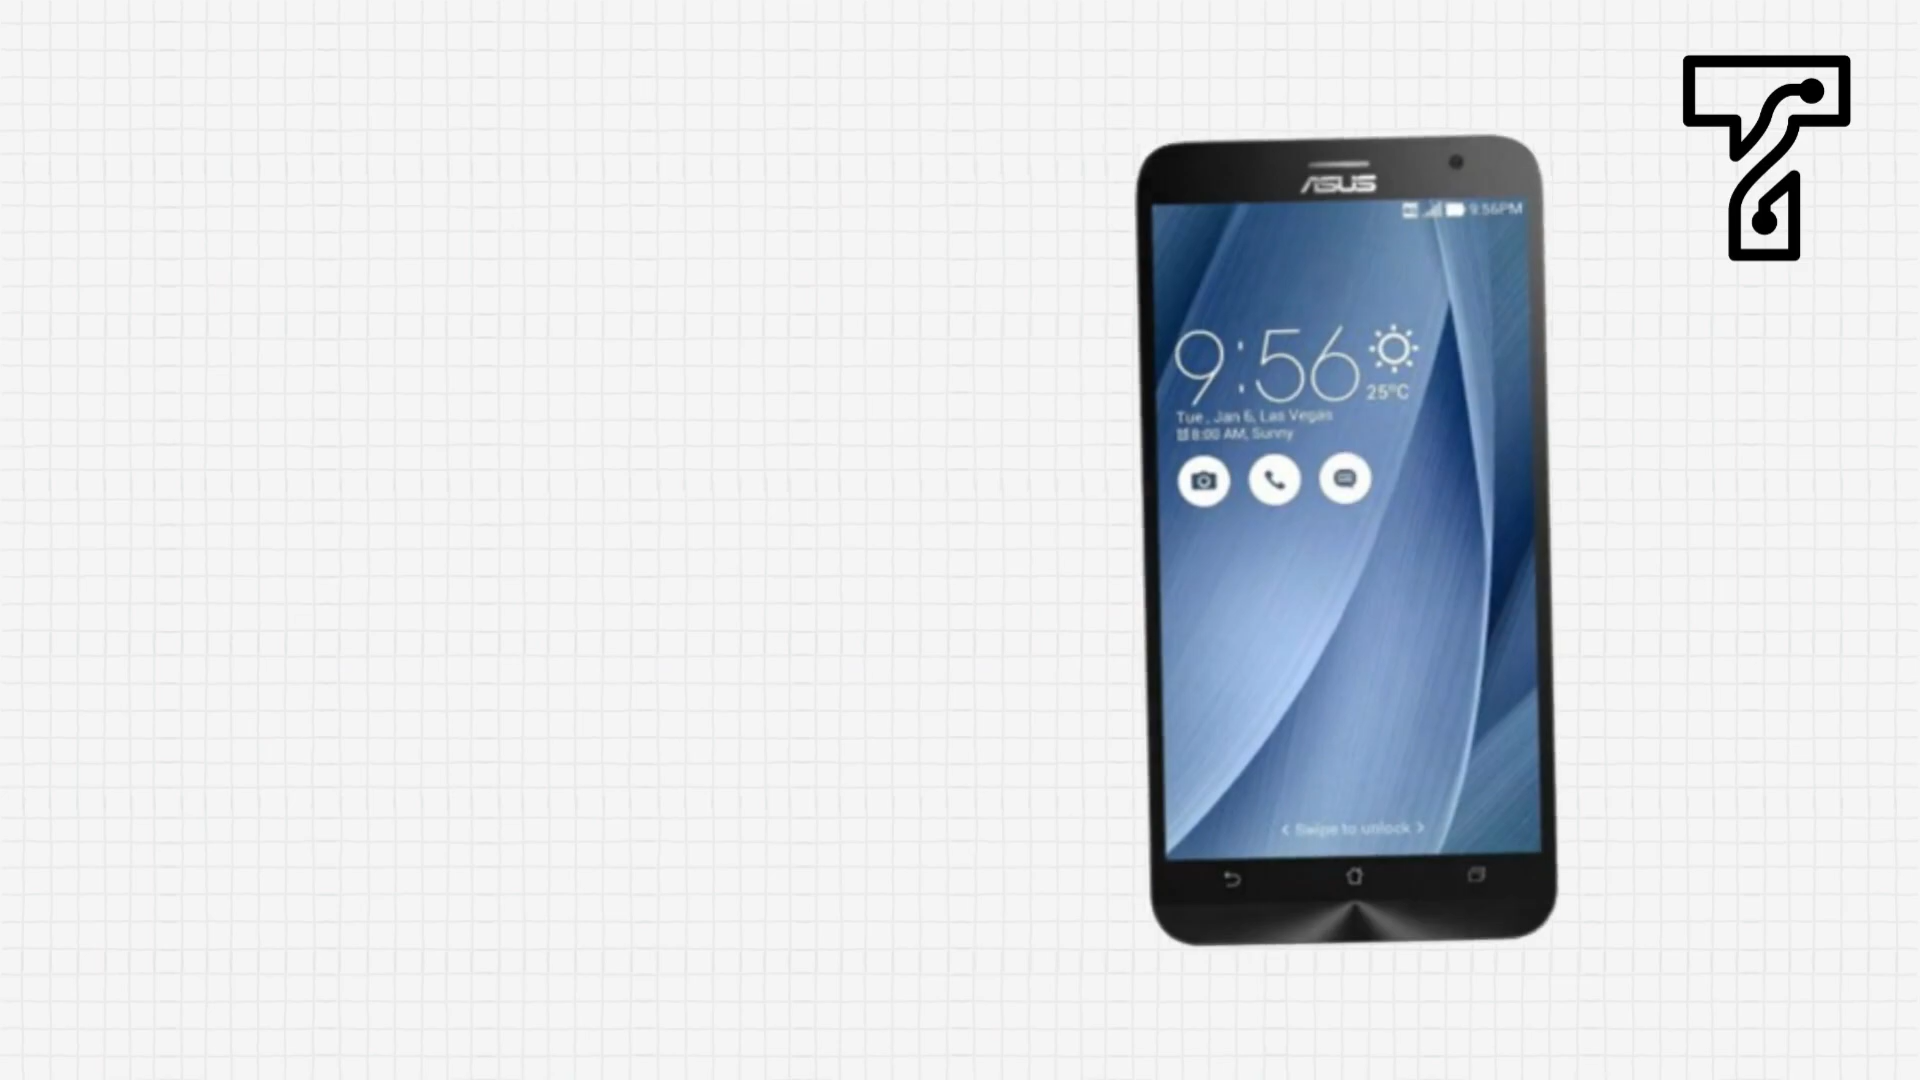 ASUS
9:56PM
9:56
25°C
Tue, Jan 6, Las Vegas
8:00 AM, Sunny
< Swipe to unlock >